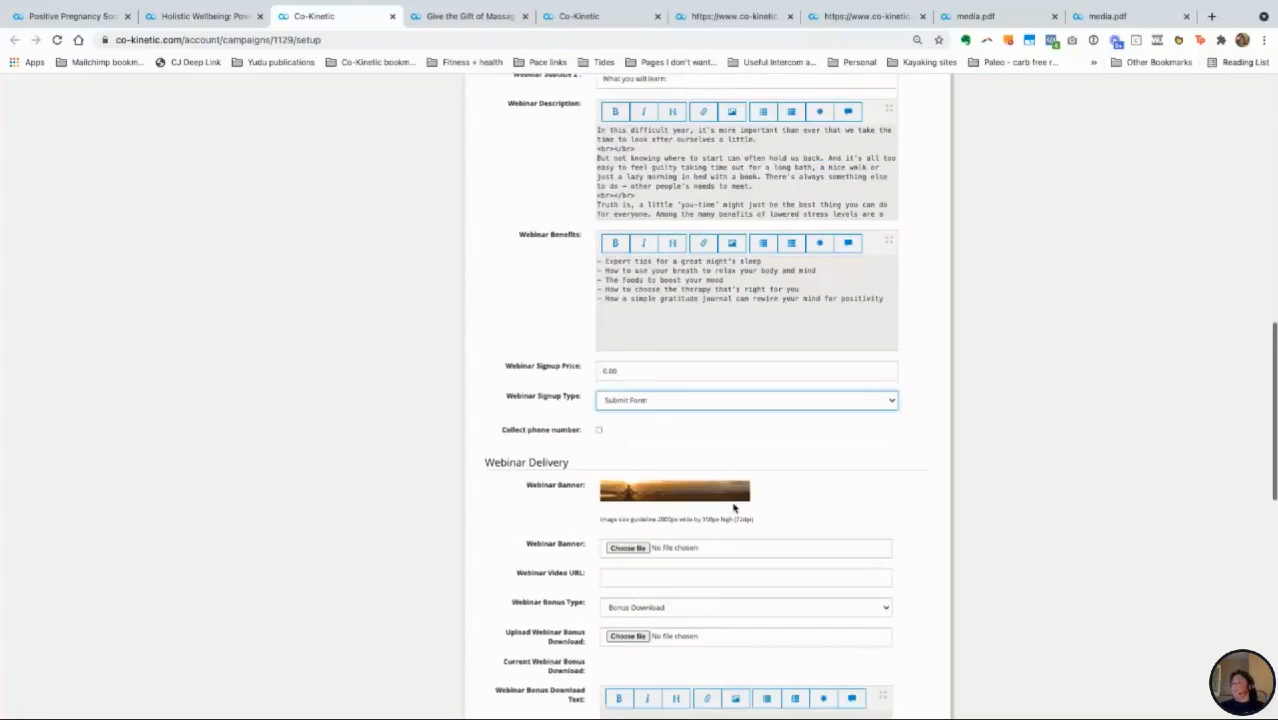 Positive Pregnancy So
Holistic Wellbeing: Pow
Co-Kinetic
Give the Gift of Massag
Co-Kinetic
https://www.co-kinetic
https://www.co-kinetic.
media.pdf
media.pdf
co-kinetic.com/account/campaigns/1129/setup
Apps
Mailchimp bookm...
CJ Deep Link
Yudu publications
Co-Kinetic bookm...
Fitness + health
Pace links
Tides
Pages I don't want...
Useful Intercom a...
Personal
Kayaking sites
Paleo - carb free r...
»
Other Bookmarks
Reading List
What you will learn:
Webinar Description:
B I H
In this difficult year, it's more important than ever that we take the
time to look after ourselves a little.
<br></br>
But not knowing where to start can often hold us back. And it's all too
easy to feel guilty taking time out for a long bath, a nice walk or
just a lazy morning in bed with a book. There's always something else
to do – other people's needs to meet.
<br></br>
Truth is, a little "you-time" might just be the best thing you can do
for everyone. Among the many benefits of lowered stress levels are a
Webinar Benefits:
B I H
- Expert tips for a great night's sleep
- How to use your breath to relax your body and mind
- The foods to boost your mood
- How to choose the therapy that's right for you
- How a simple gratitude journal can rewire your mind for positivity
Webinar Signup Price:
0.00
Webinar Signup Type:
Submit Form
Collect phone number:
Webinar Delivery
Webinar Banner:
Image size guideline 2800px wide by 350px high (72dpi)
Webinar Banner:
Choose file No file chosen
Webinar Video URL:
Webinar Bonus Type:
Bonus Download
Upload Webinar Bonus
Download:
Choose file No file chosen
Current Webinar Bonus
Download:
Webinar Bonus Download
Text:
B I H